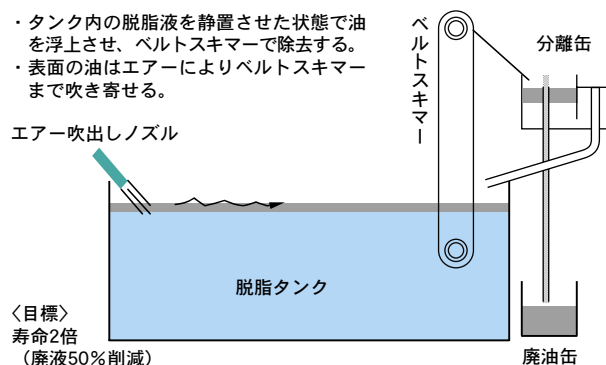 ・タンク内の脱脂液を静置させた状態で油
を浮上させ、ベルトスキマーで除去する。
・表面の油はエアーによりベルトスキマー
まで吹き寄せる。
エアー吹出しノズル
ベルトスキマー
分離缶
脱脂タンク
〈目標〉
寿命2倍
（廃液50％削減）
廃油缶